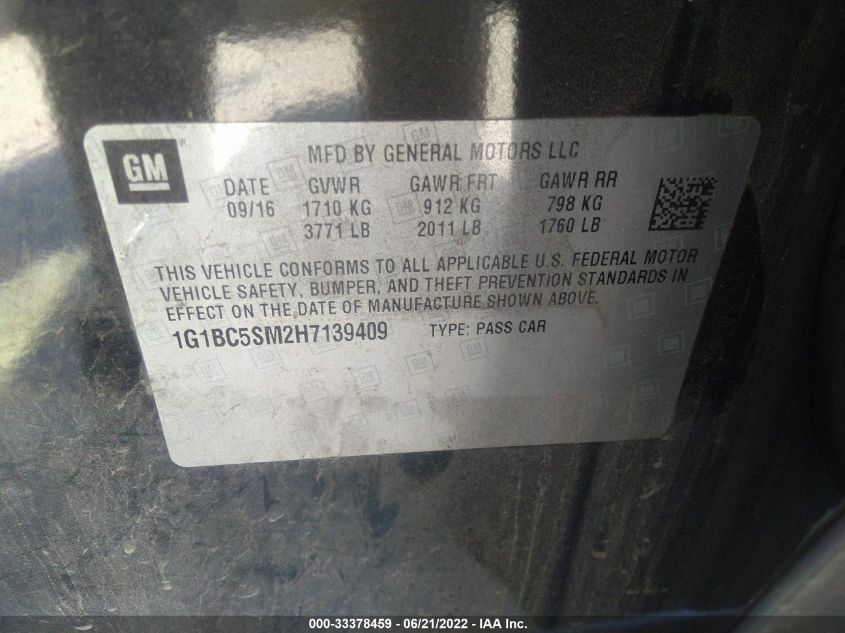 GM
MFD BY GENERAL MOTORS LLC
DATE GVWR GAWR FRT GAWR RR
09/16 1710 KG 912 KG 798 KG
3771 LB 2011 LB 1760 LB
THIS VEHICLE CONFORMS TO ALL APPLICABLE U.S. FEDERAL MOTOR
VEHICLE SAFETY, BUMPER, AND THEFT PREVENTION STANDARDS IN
EFFECT ON THE DATE OF MANUFACTURE SHOWN ABOVE.
1G1BC5SM2H7139409 TYPE: PASS CAR
000-33378459 - 06/21/2022 - IAA Inc.